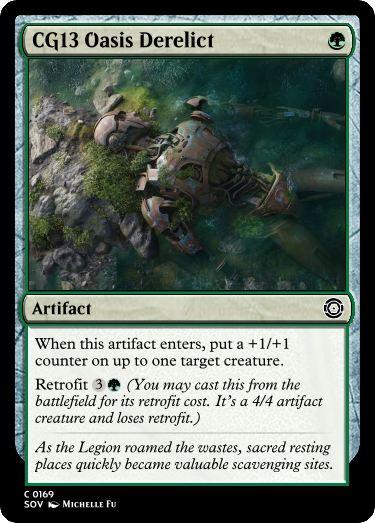 CG13 Oasis Derelict
Artifact
When this artifact enters, put a +1/+1
counter on up to one target creature.
Retrofit 3 (You may cast this from the
battlefield for its retrofit cost. It's a 4/4 artifact
creature and loses retrofit.)
As the Legion roamed the wastes, sacred resting
places quickly became valuable scavenging sites.
C 0169
SOV Michelle Fu